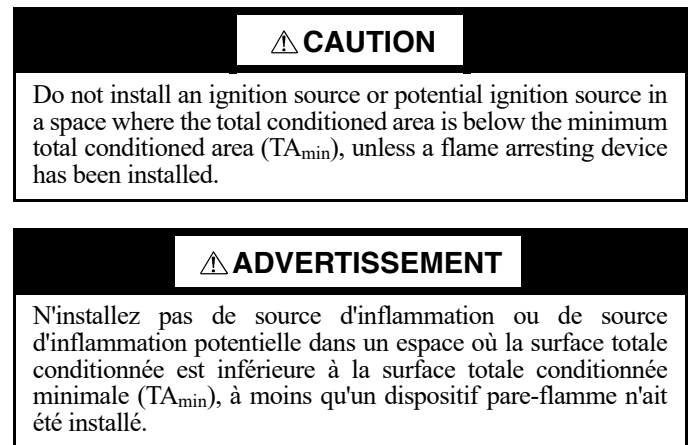 ⚠ CAUTION
Do not install an ignition source or potential ignition source in
a space where the total conditioned area is below the minimum
total conditioned area (TAmin), unless a flame arresting device
has been installed.
⚠ ADVERTISSEMENT
N'installez pas de source d'inflammation ou de source
d'inflammation potentielle dans un espace où la surface totale
conditionnée est inférieure à la surface totale conditionnée
minimale (TAmin), à moins qu'un dispositif pare-flamme n'ait
été installé.